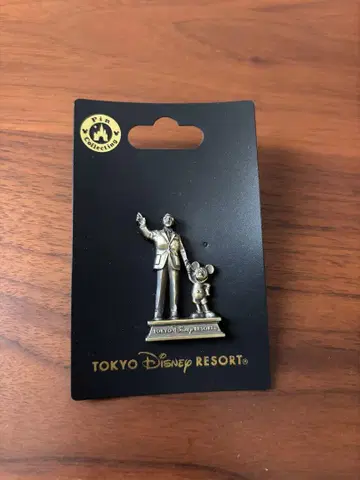 Pin
Collecting
TOKYO Disney RESORT
TOKYO Disney RESORT®